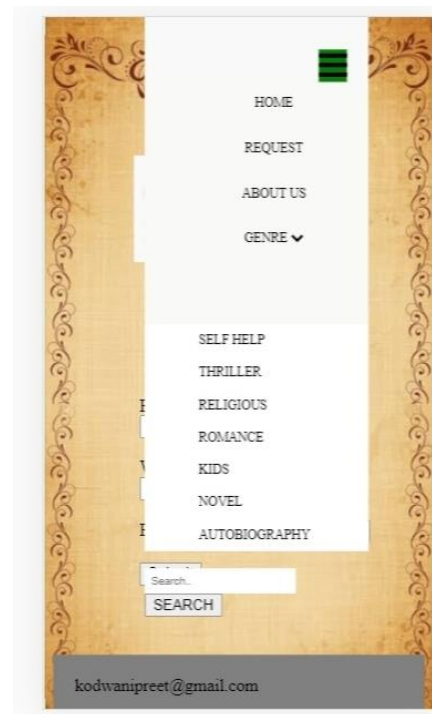 HOME
REQUEST
ABOUT US
GENRE
SELF HELP
THRILLER
RELIGIOUS
ROMANCE
KIDS
NOVEL
AUTOBIOGRAPHY
Search..
SEARCH
kodwanipreet@gmail.com